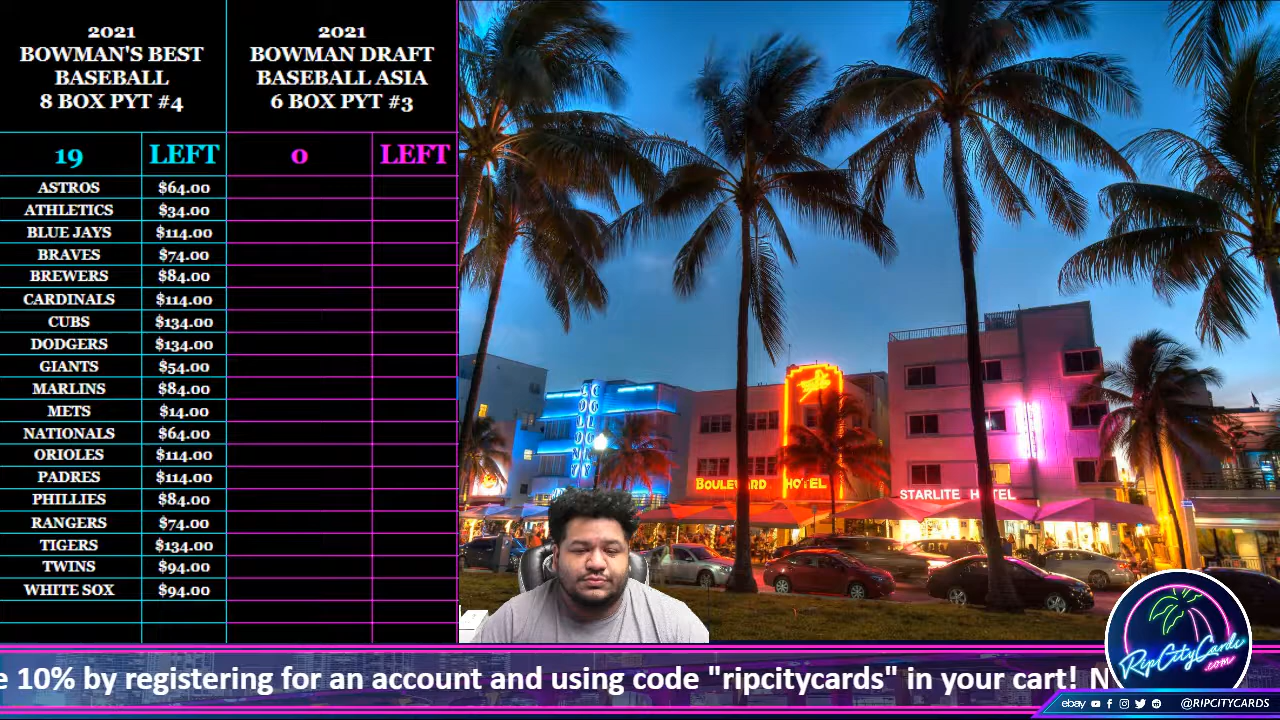 2021
BOWMAN'S BEST
BASEBALL
8 BOX PYT #4
2021
BOWMAN DRAFT
BASEBALL ASIA
6 BOX PYT #3
19 LEFT
0 LEFT
ASTROS $64.00
ATHLETICS $34.00
BLUE JAYS $114.00
BRAVES $74.00
BREWERS $84.00
CARDINALS $114.00
CUBS $134.00
DODGERS $134.00
GIANTS $54.00
MARLINS $84.00
METS $14.00
NATIONALS $64.00
ORIOLES $114.00
PADRES $114.00
PHILLIES $84.00
RANGERS $74.00
TIGERS $134.00
TWINS $94.00
WHITE SOX $94.00
COLONY
COLONY
BOULEVARD HOTEL
STARLITE HOTEL
e 10% by registering for an account and using code "ripcitycards" in your cart! N
RipCityCards
.com
ebay @RIPCITYCARDS